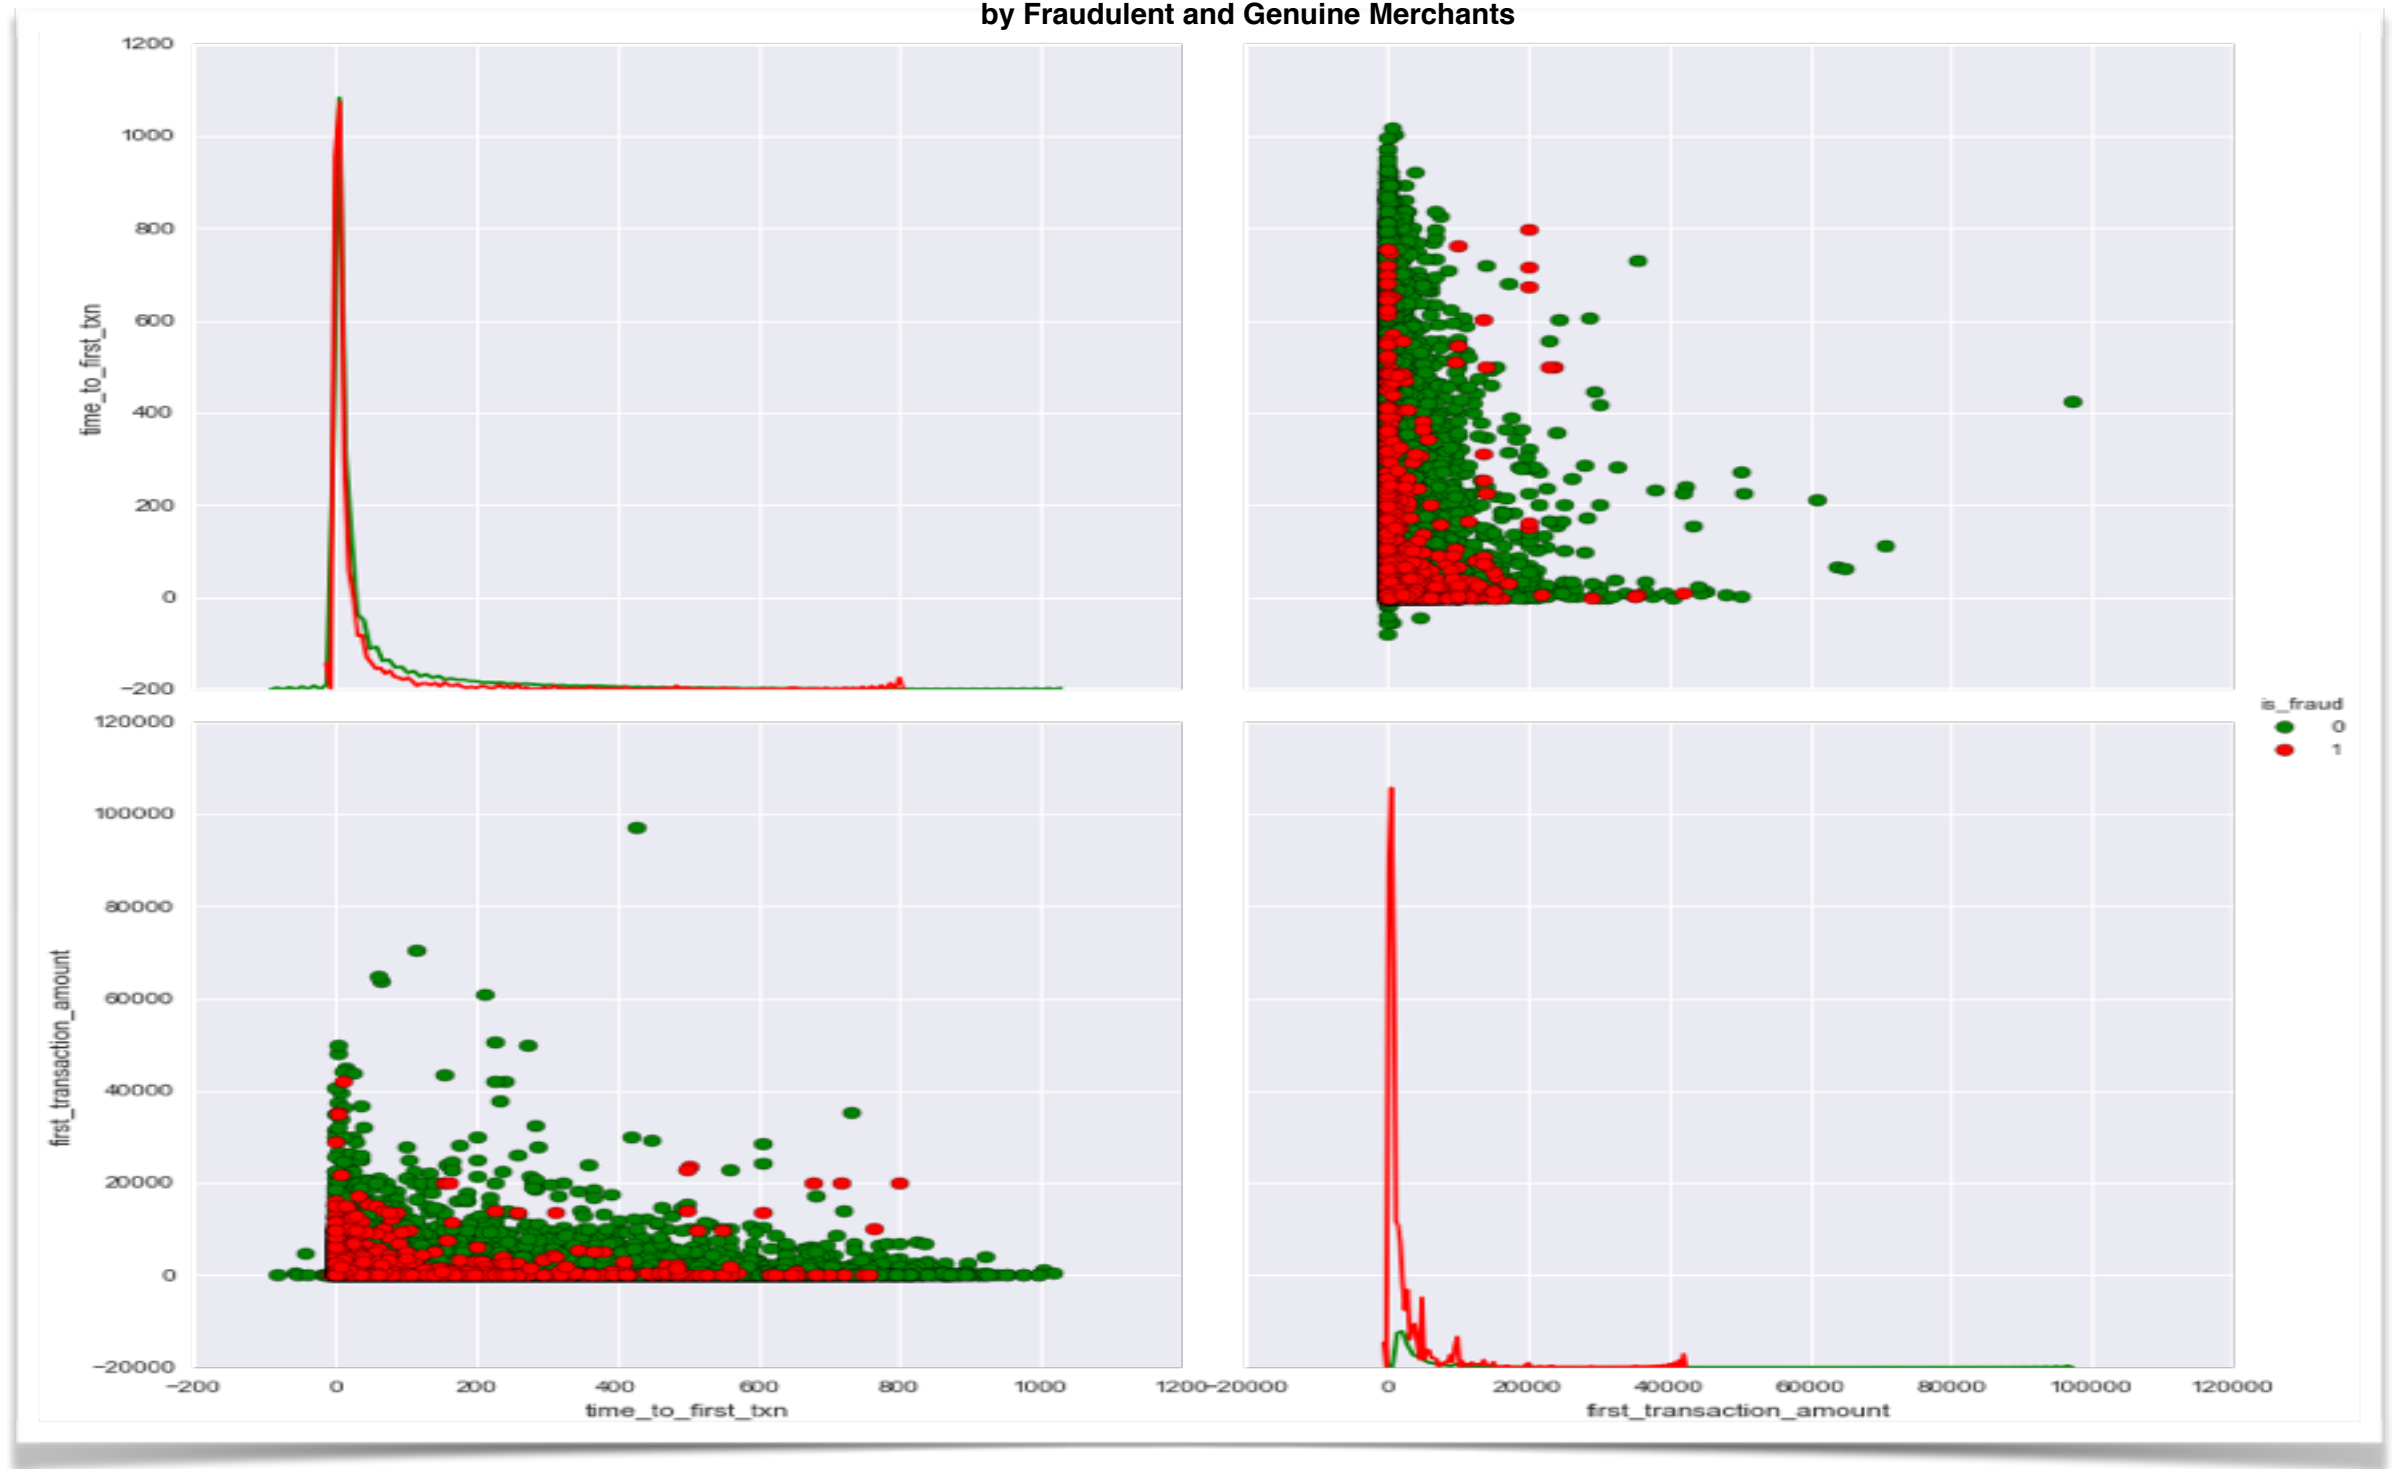 by Fraudulent and Genuine Merchants
1200
1000
800
600
400
200
0
−200
time_to_first_txn
is_fraud
0
1
120000
100000
80000
60000
40000
20000
0
−20000
first_transaction_amount
−200 0 200 400 600 800 1000 1200
−20000 0 20000 40000 60000 80000 100000 120000
time_to_first_txn
first_transaction_amount